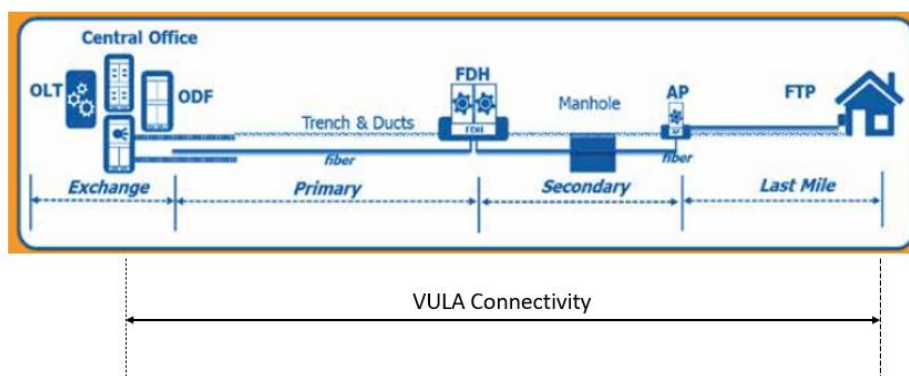 Central Office
OLT
ODF
FDH
Manhole
AP
FTP
Trench & Ducts
FDH
fiber
fiber
Exchange
Primary
Secondary
Last Mile
VULA Connectivity